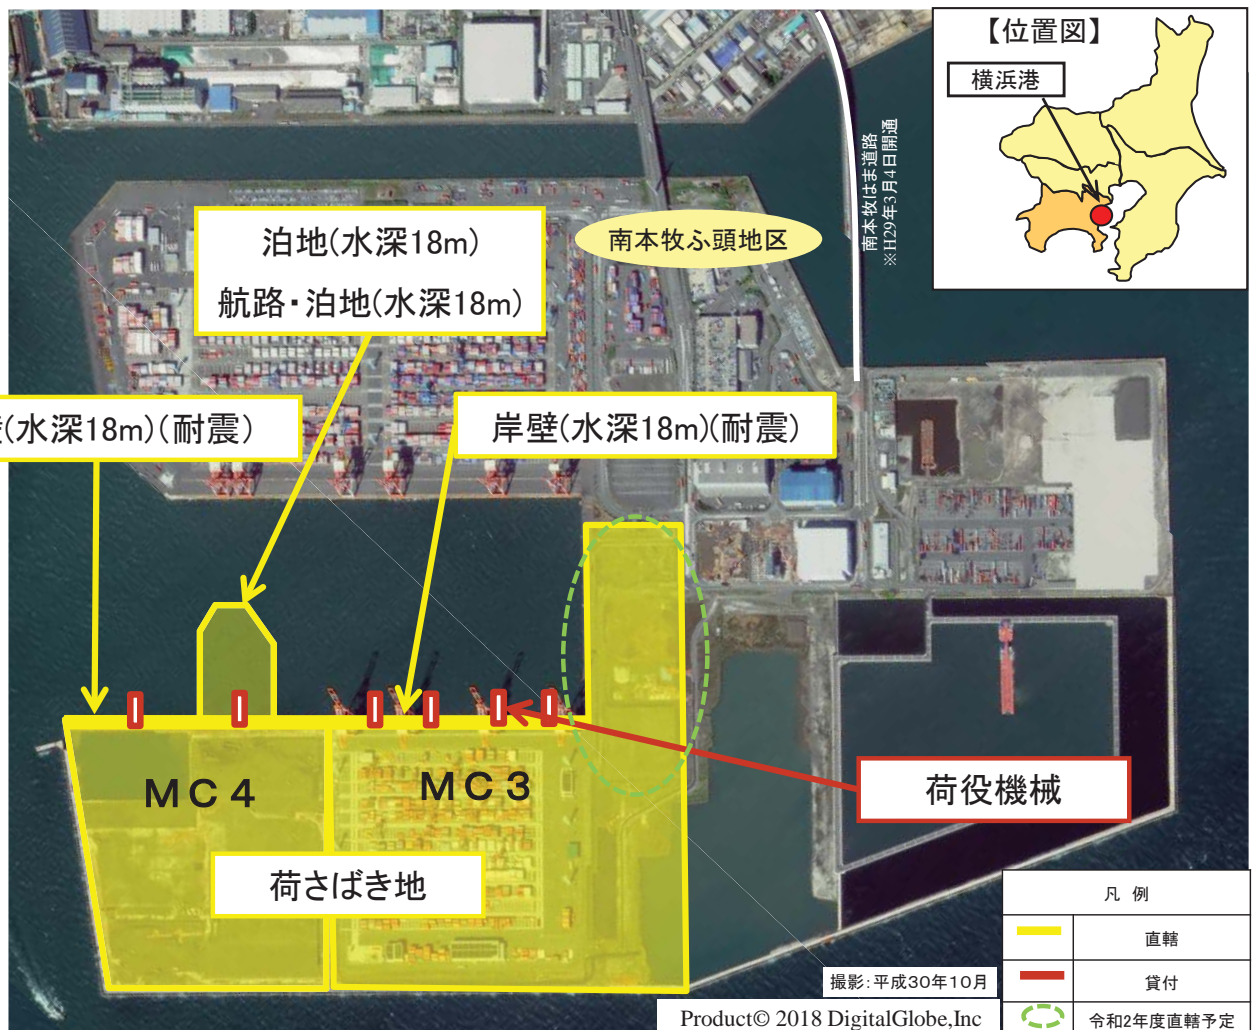 【位置図】
横浜港
南本牧はま道路
※H29年3月4日開通
南本牧ふ頭地区
泊地(水深18m)
航路・泊地(水深18m)
(水深18m)(耐震)
岸壁(水深18m)(耐震)
MC4
MC3
荷役機械
荷さばき地
凡 例
直轄
貸付
令和2年度直轄予定
撮影:平成30年10月
Product© 2018 DigitalGlobe,Inc